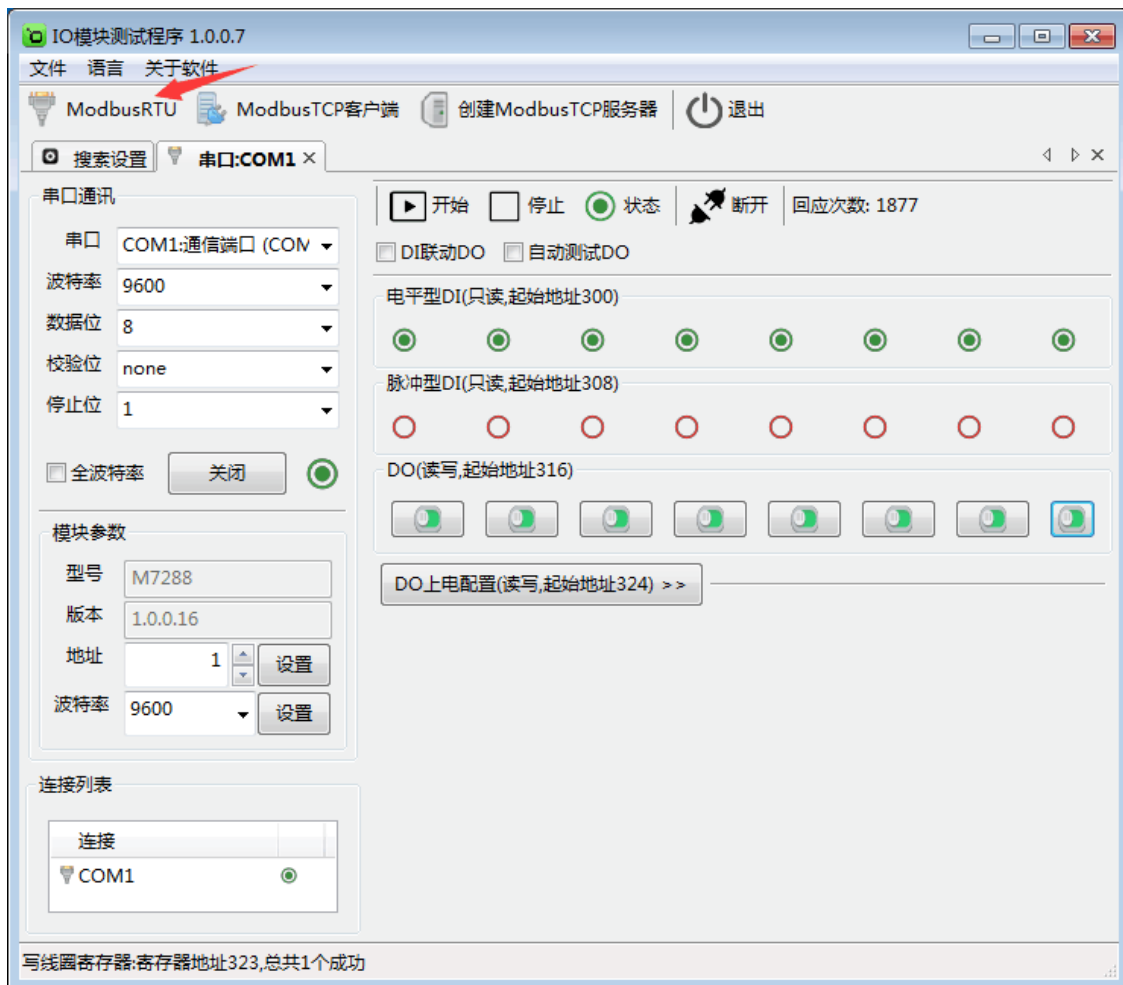 IO模块测试程序 1.0.0.7
文件 语言 关于软件
ModbusRTU ModbusTCP客户端 创建ModbusTCP服务器 退出
搜索设置 串口:COM1
串口通讯
串口 COM1:通信端口 (COM
波特率 9600
数据位 8
校验位 none
停止位 1
全波特率 关闭
模块参数
型号 M7288
版本 1.0.0.16
地址 1 设置
波特率 9600 设置
连接列表
连接
COM1
开始 停止 状态 断开 回应次数: 1877
DI联动DO 自动测试DO
电平型DI(只读,起始地址300)
脉冲型DI(只读,起始地址308)
DO(读写,起始地址316)
DO上电配置(读写,起始地址324) >>
写线圈寄存器:寄存器地址323,总共1个成功